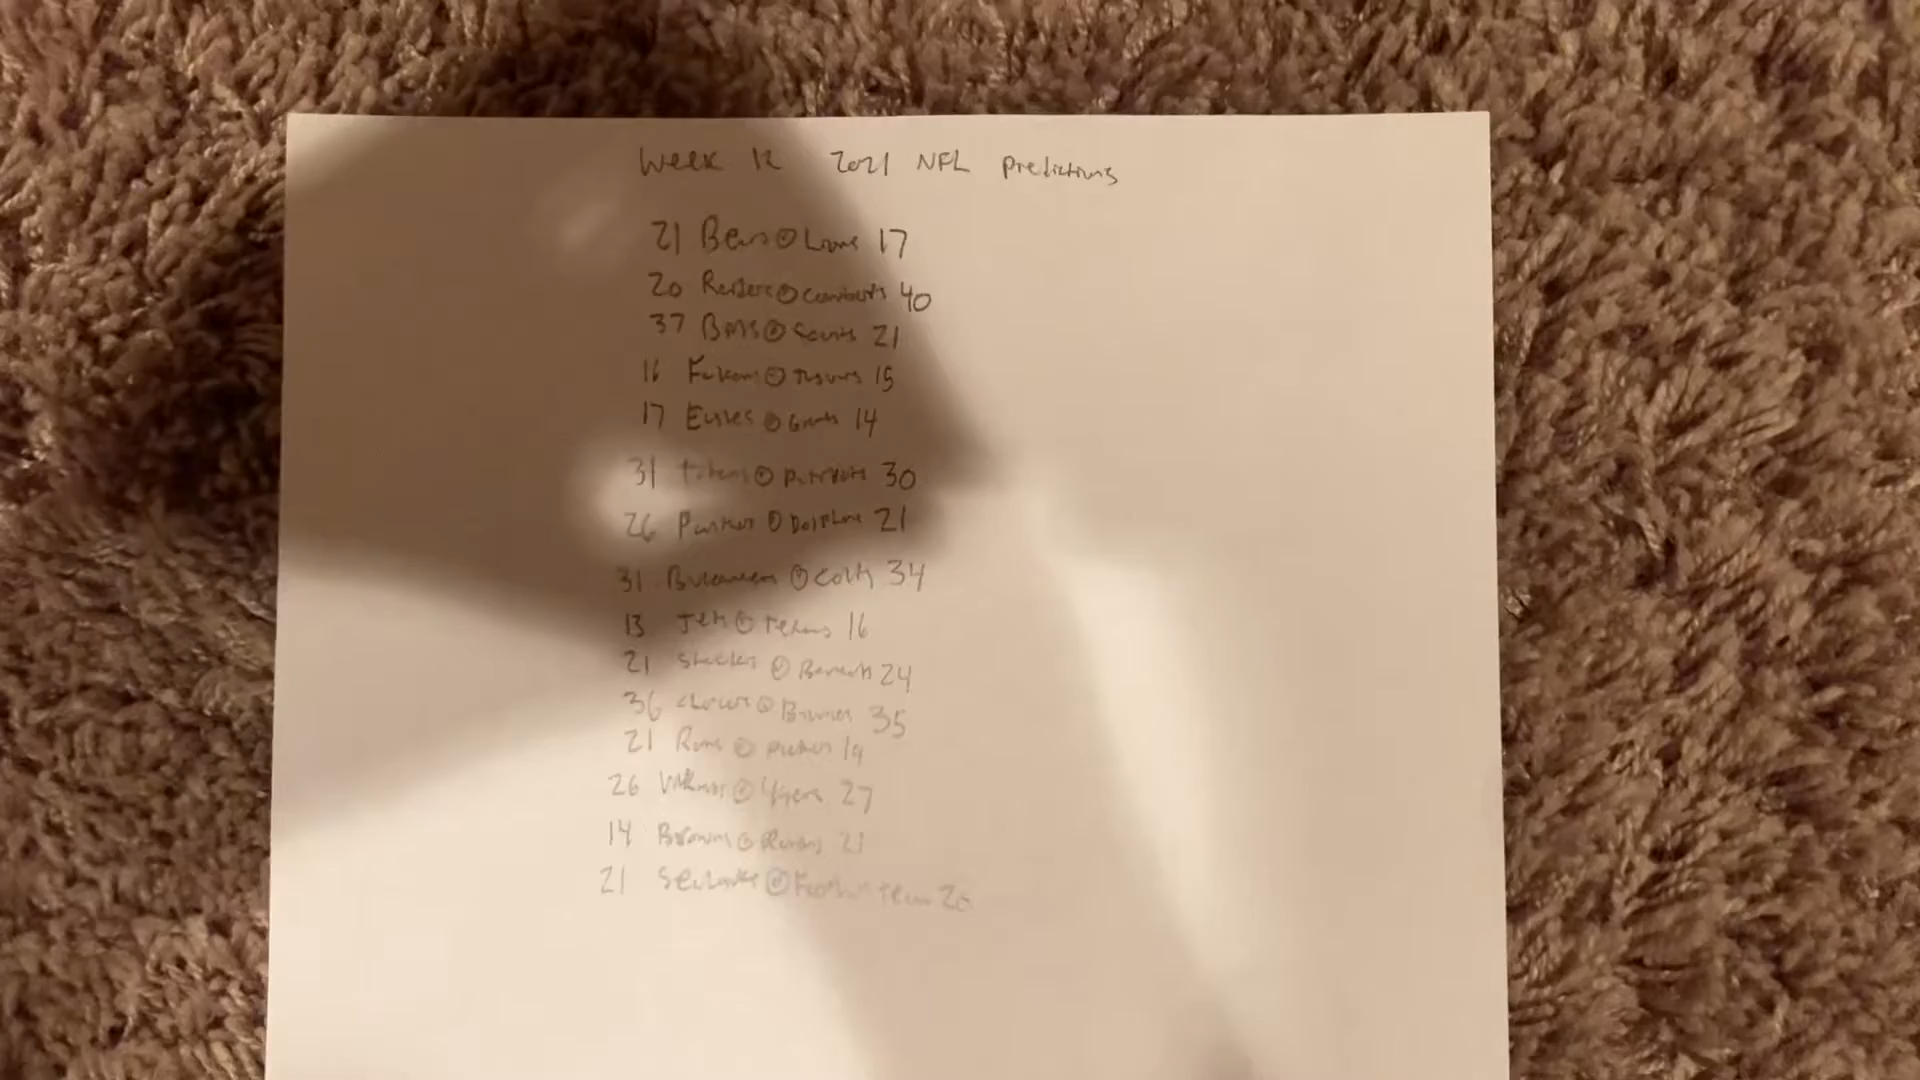 Week 12 2021 NFL Predictions
21 Bears @ Lions 17
20 Raiders @ Cowboys 40
37 Bills @ Saints 21
16 Falcons @ Jaguars 15
17 Eagles @ Giants 14
31 Titans @ Patriots 30
26 Panthers @ Dolphins 21
31 Buccaneers @ Colts 34
13 Jets @ Texans 16
21 Steelers @ Bengals 24
36 Chargers @ Broncos 35
21 Rams @ Packers 19
26 Vikings @ 49ers 27
14 Browns @ Ravens 21
21 Seahawks @ Football Team 20